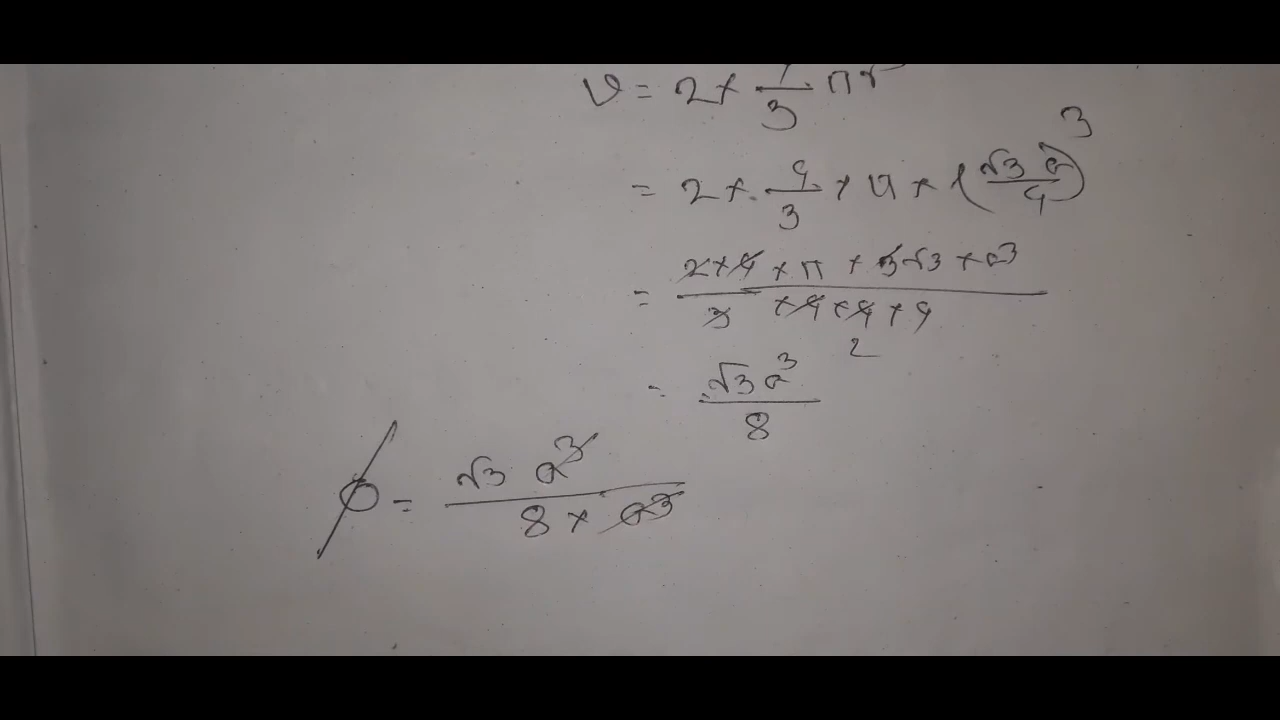 v = 2 × 4/3 πr³
= 2 × 4/3 × π × (√3 a/4)³
= 2×4 × π × 3√3 × a³ / 3 ×4×4×4
2
= √3 a³ / 8
φ = √3 a³ / 8 × a³